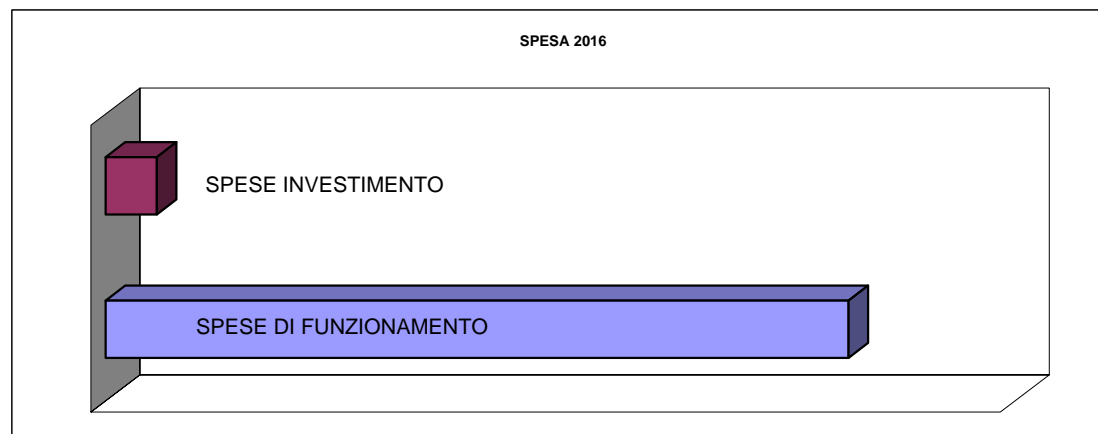 SPESA 2016
SPESE INVESTIMENTO
SPESE DI FUNZIONAMENTO